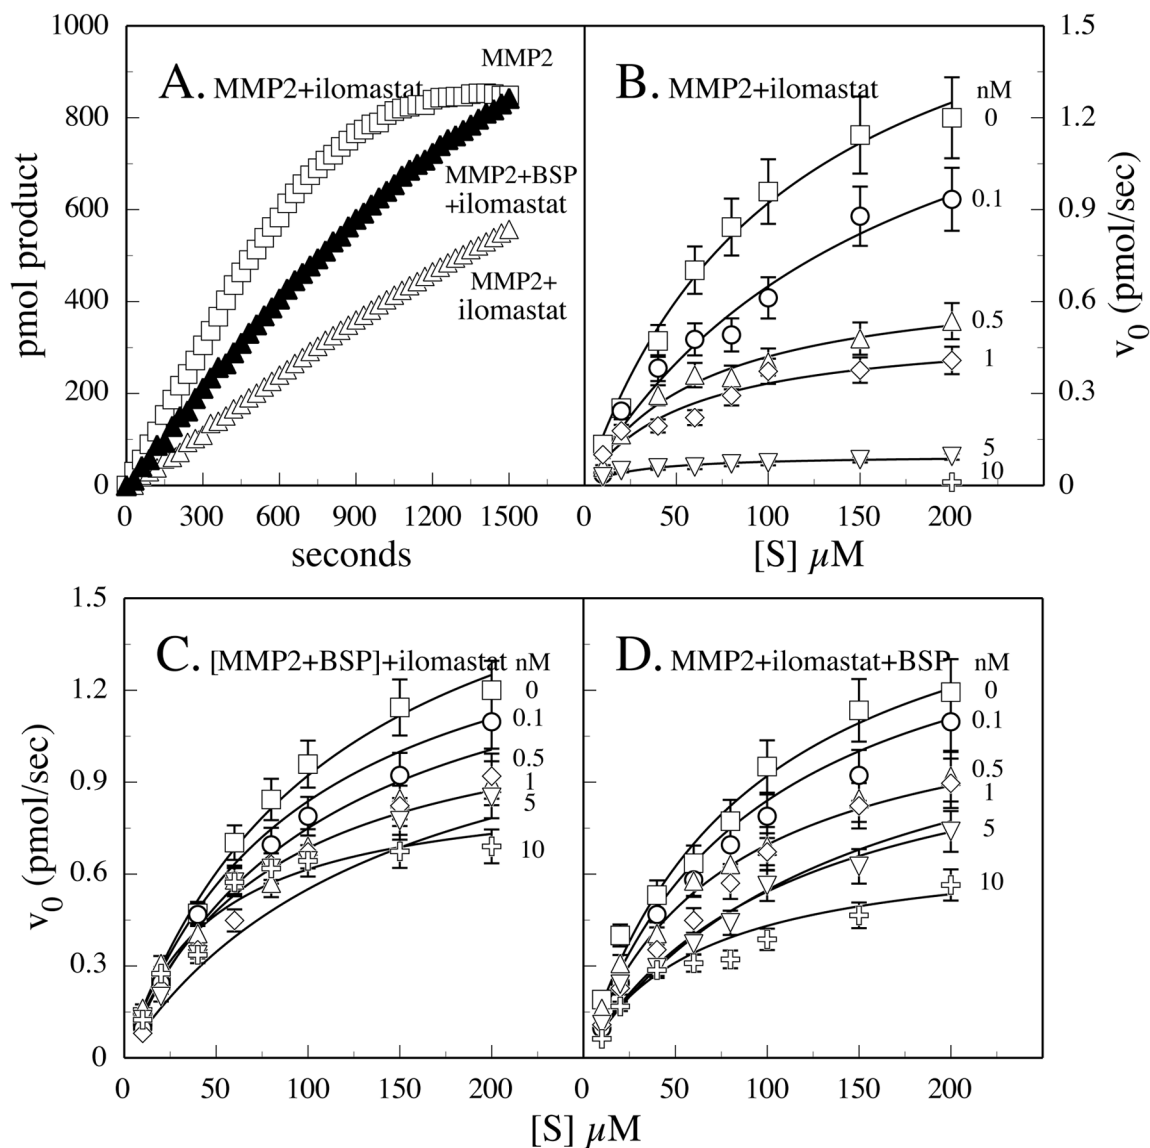 1000
800
600
400
200
0
pmol product
A. MMP2+ilomastat
MMP2
MMP2+BSP
+ilomastat
MMP2+
ilomastat
0 300 600 900 1200 1500
seconds
B. MMP2+ilomastat
nM
0
0.1
0.5
1
5
10
1.5
1.2
0.9
0.6
0.3
0
v0 (pmol/sec)
0 50 100 150 200
[S] µM
1.5
1.2
0.9
0.6
0.3
0
v0 (pmol/sec)
C. [MMP2+BSP]+ilomastat
nM
0
0.1
0.5
1
5
10
0 50 100 150 200
D. MMP2+ilomastat+BSP
nM
0
0.1
0.5
1
5
10
0 50 100 150 200 250
[S] µM